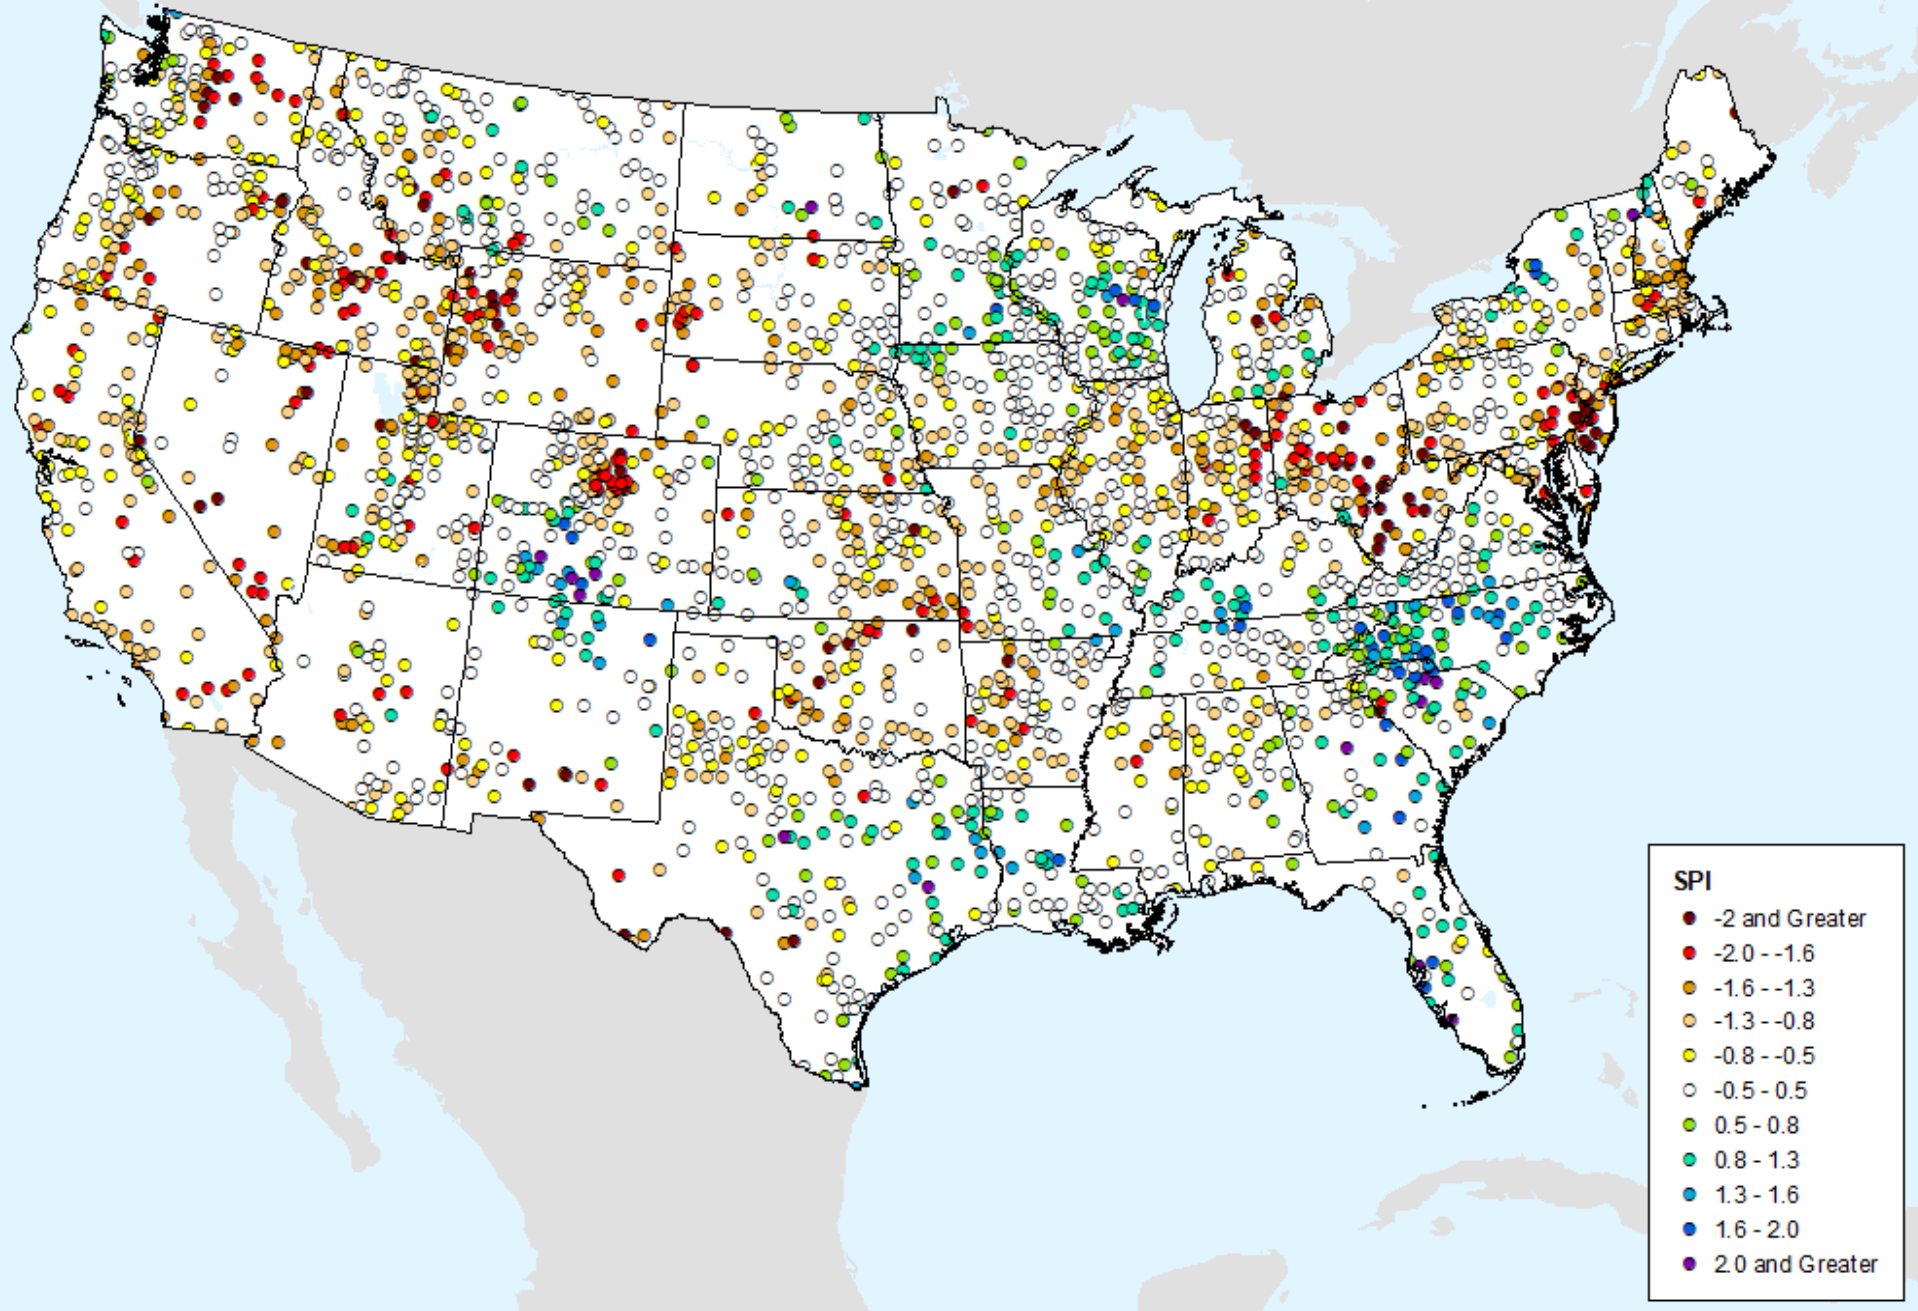 SPI
-2 and Greater
-2.0 - -1.6
-1.6 - -1.3
-1.3 - -0.8
-0.8 - -0.5
-0.5 - 0.5
0.5 - 0.8
0.8 - 1.3
1.3 - 1.6
1.6 - 2.0
2.0 and Greater